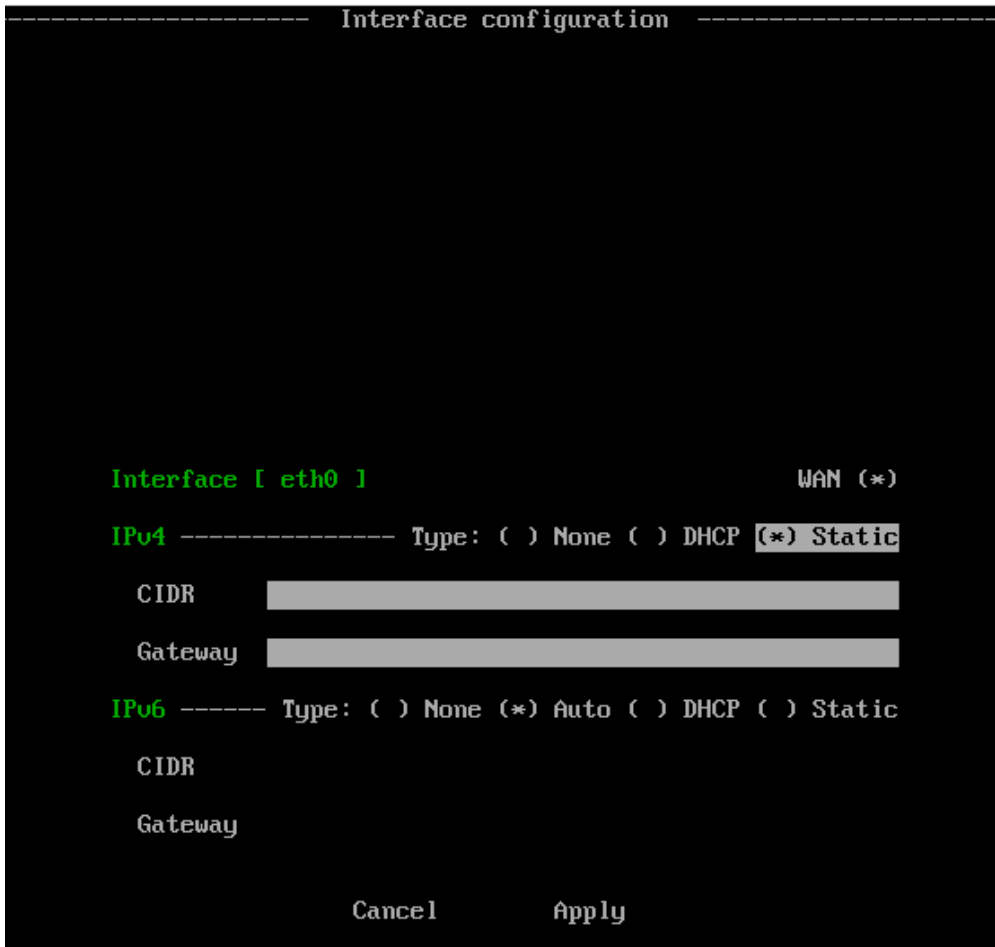 Interface configuration
Interface [ eth0 ] WAN (*)
IPv4 --------------- Type: ( ) None ( ) DHCP (*) Static
CIDR
Gateway
IPv6 ------ Type: ( ) None (*) Auto ( ) DHCP ( ) Static
CIDR
Gateway
Cancel Apply